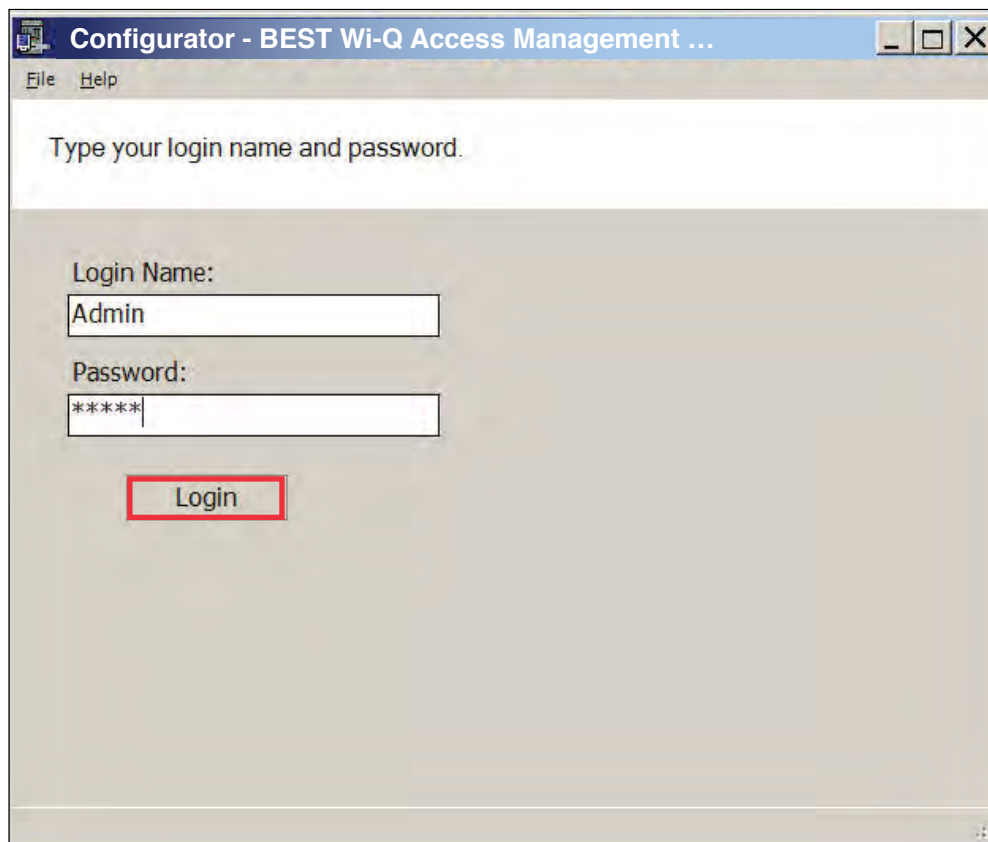 Configurator - BEST Wi-Q Access Management ...
File Help
Type your login name and password.
Login Name:
Admin
Password:
*****
Login